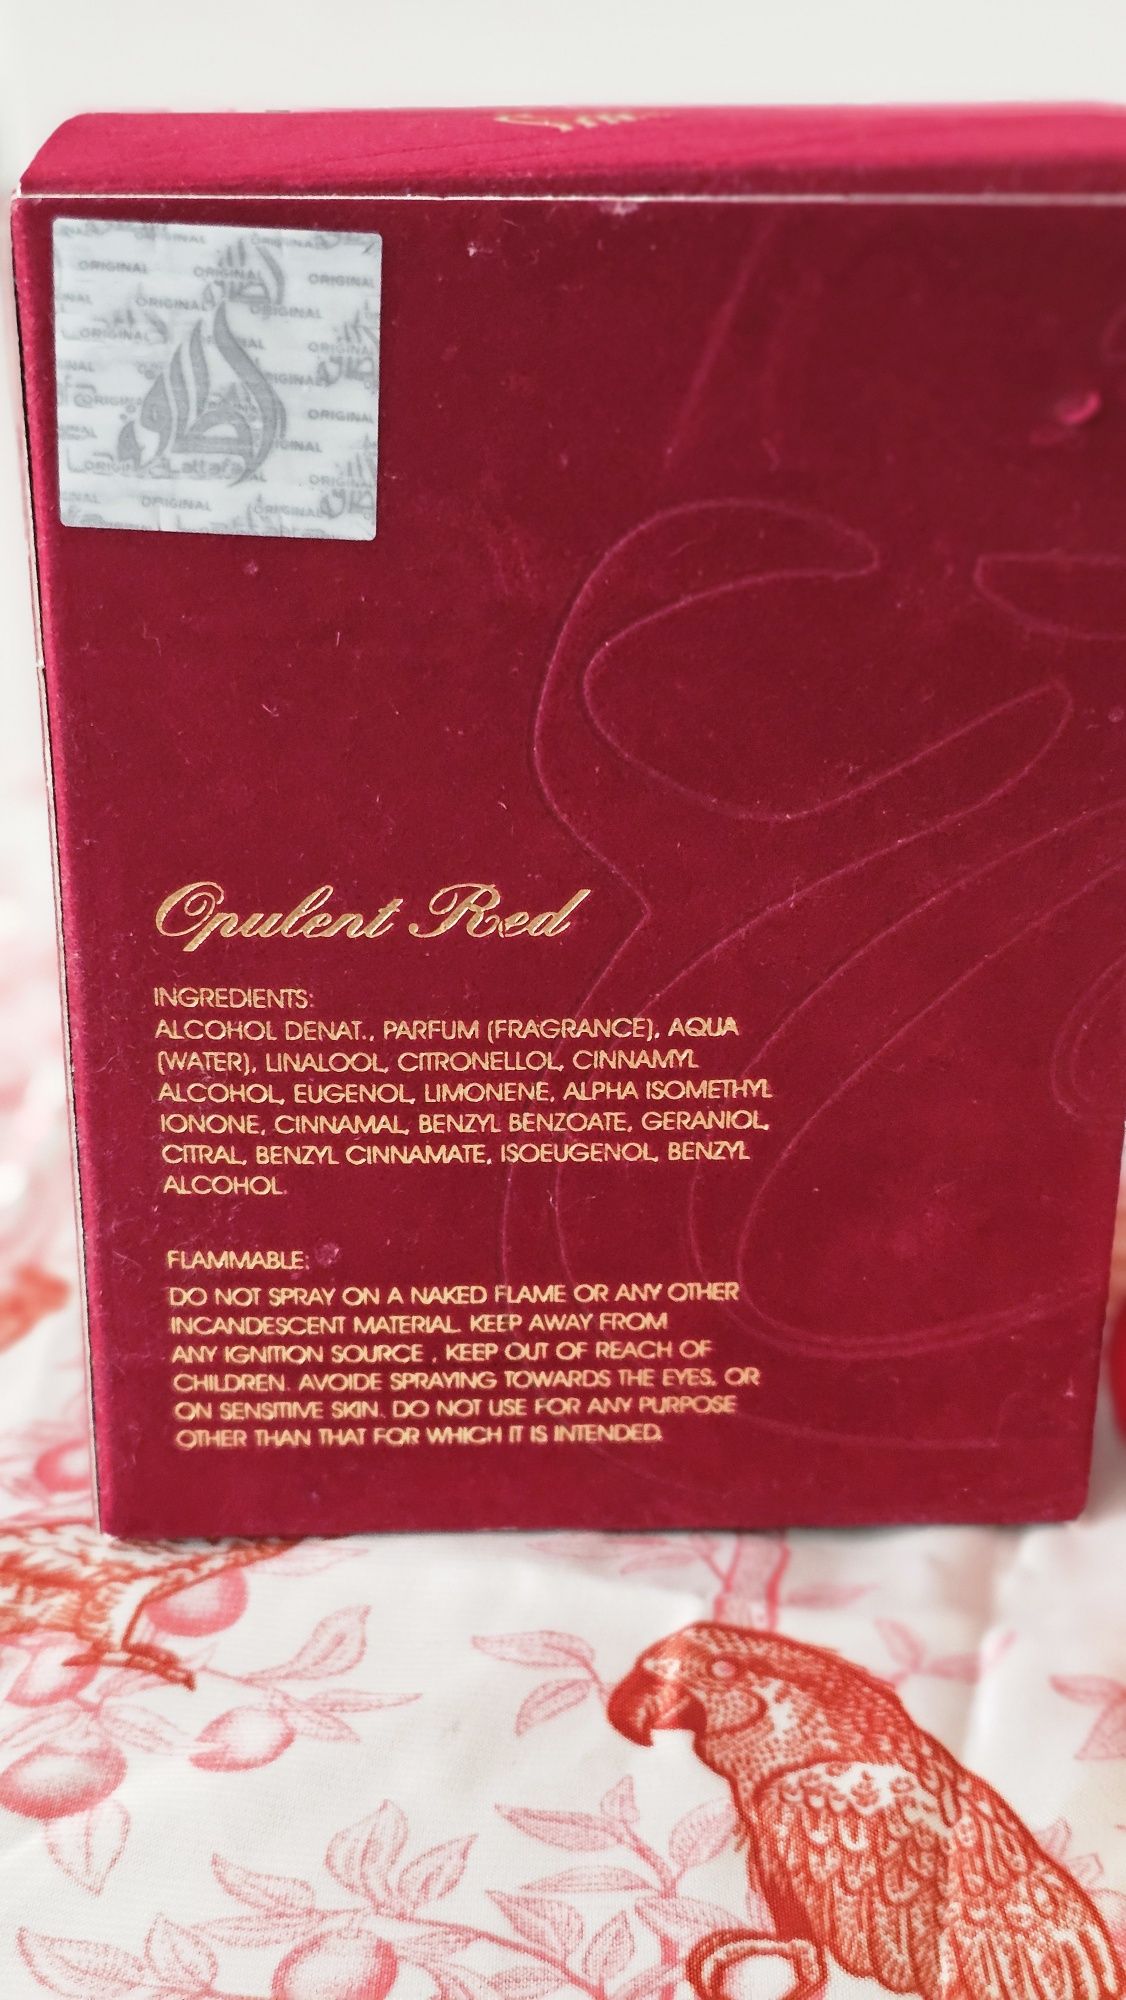 ORIGINAL
Lattafa
Opulent Red
INGREDIENTS:
ALCOHOL DENAT., PARFUM (FRAGRANCE), AQUA
(WATER), LINALOOL, CITRONELLOL, CINNAMYL
ALCOHOL, EUGENOL, LIMONENE, ALPHA ISOMETHYL
IONONE, CINNAMAL, BENZYL BENZOATE, GERANIOL,
CITRAL, BENZYL CINNAMATE, ISOEUGENOL, BENZYL
ALCOHOL.
FLAMMABLE:
DO NOT SPRAY ON A NAKED FLAME OR ANY OTHER
INCANDESCENT MATERIAL. KEEP AWAY FROM
ANY IGNITION SOURCE , KEEP OUT OF REACH OF
CHILDREN. AVOIDE SPRAYING TOWARDS THE EYES, OR
ON SENSITIVE SKIN. DO NOT USE FOR ANY PURPOSE
OTHER THAN THAT FOR WHICH IT IS INTENDED.